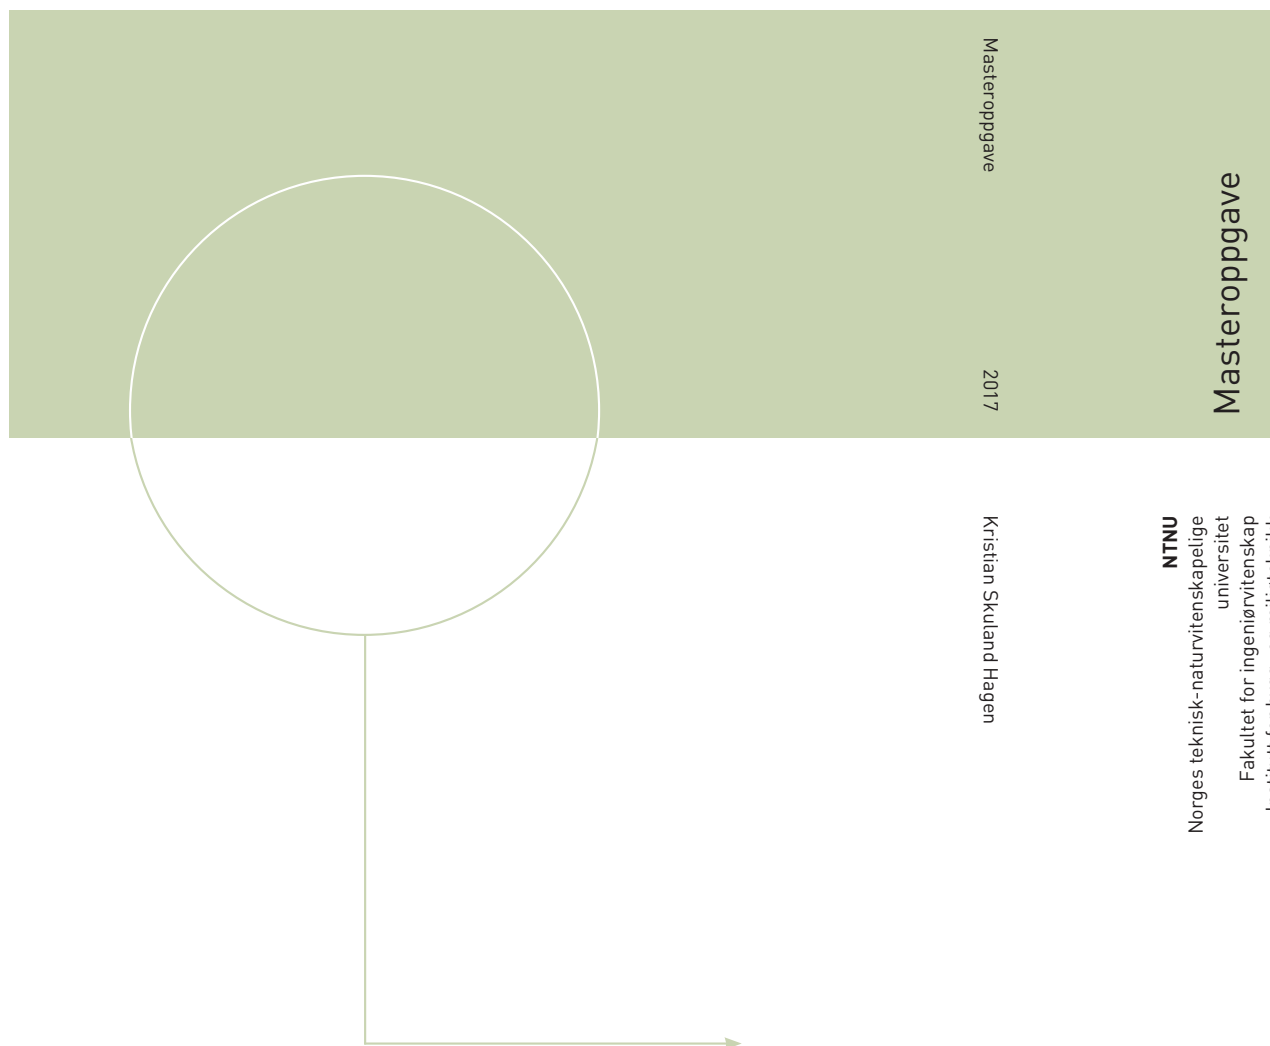 Masteroppgave
2017
Kristian Skuland Hagen
Masteroppgave
NTNU
Norges teknisk-naturvitenskapelige
universitet
Fakultet for ingeniørvitenskap